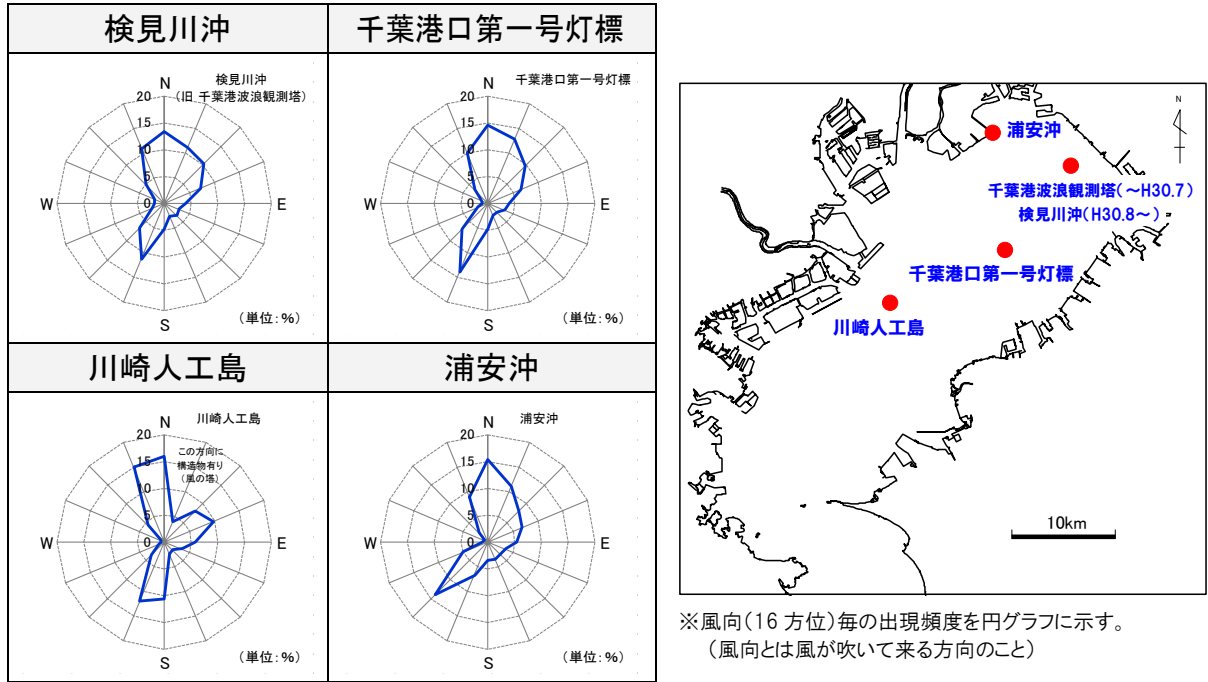 検見川沖
千葉港口第一号灯標
N
検見川沖
(旧 千葉港波浪観測塔)
20
15
10
5
0
W
E
S
(単位:%)
N
千葉港口第一号灯標
20
15
10
5
0
W
E
S
(単位:%)
川崎人工島
浦安沖
N
川崎人工島
この方向に
構造物有り
(風の塔)
20
15
10
5
0
W
E
S
(単位:%)
N
浦安沖
20
15
10
5
0
W
E
S
(単位:%)
N
浦安沖
千葉港波浪観測塔(~H30.7)
検見川沖(H30.8~)
千葉港口第一号灯標
川崎人工島
10km
※風向(16 方位)毎の出現頻度を円グラフに示す。
(風向とは風が吹いて来る方向のこと)